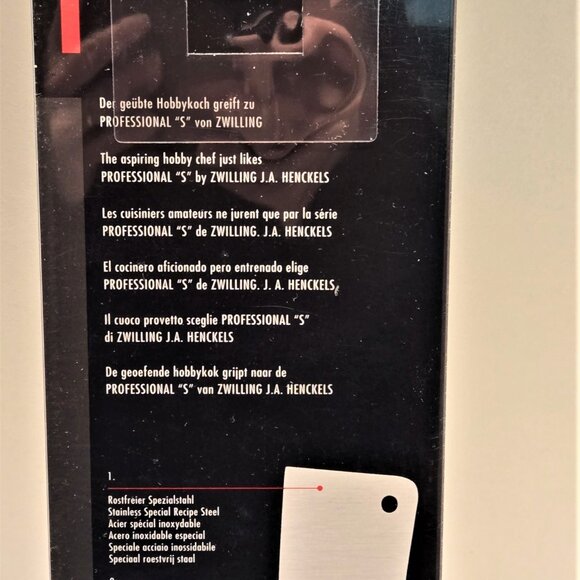 Der geübte Hobbykoch greift zu
PROFESSIONAL "S" von ZWILLING
The aspiring hobby chef just likes
PROFESSIONAL "S" by ZWILLING J.A. HENCKELS
Les cuisiniers amateurs ne jurent que par la série
PROFESSIONAL "S" de ZWILLING. J.A. HENCKELS
El cocinero aficionado pero entrenado elige
PROFESSIONAL "S" de ZWILLING. J. A. HENCKELS
Il cuoco provetto sceglie PROFESSIONAL "S"
di ZWILLING J.A. HENCKELS
De geoefende hobbykok grijpt naar de
PROFESSIONAL "S" van ZWILLING J.A. HENCKELS
1.
Rostfreier Spezialstahl
Stainless Special Recipe Steel
Acier spécial inoxydable
Acero inoxidable especial
Speciale acciaio inossidabile
Speciaal roestvrij staal